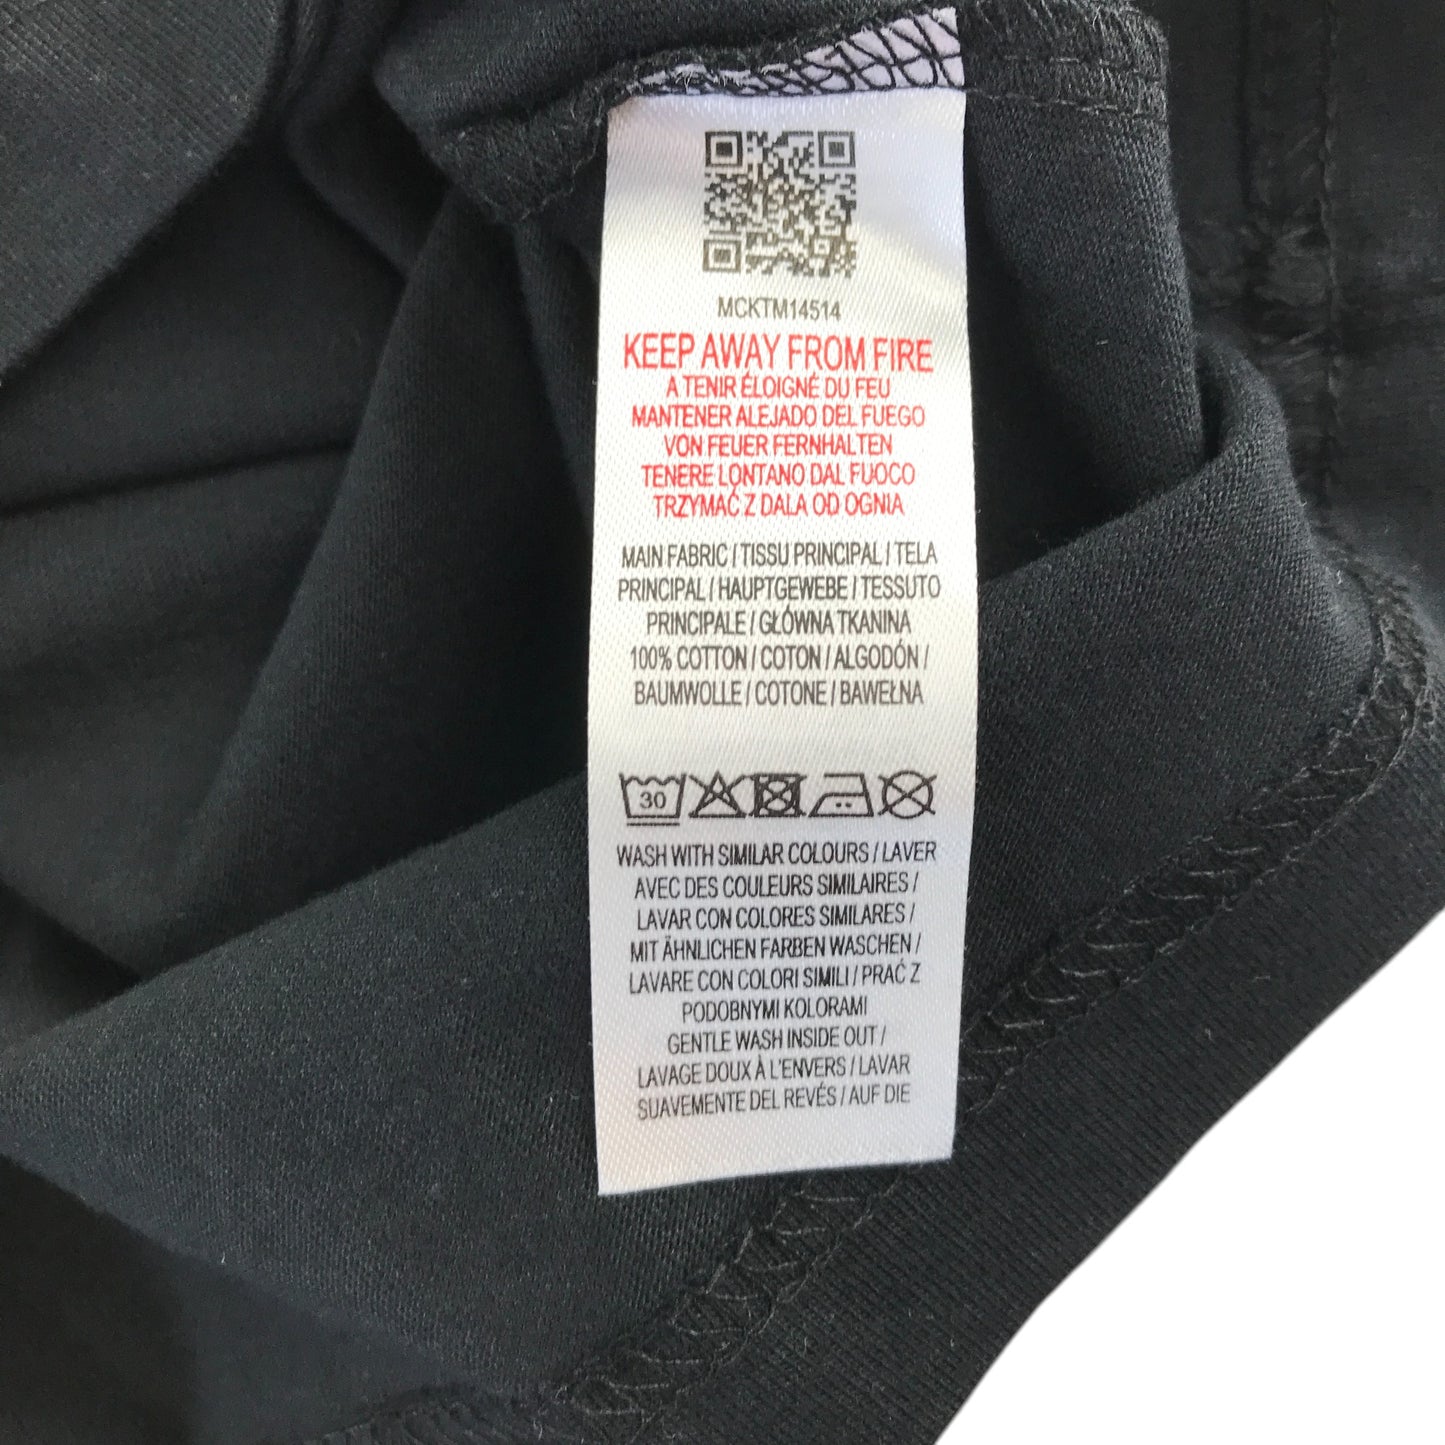 MCKTM14514
KEEP AWAY FROM FIRE
A TENIR ÉLOIGNÉ DU FEU
MANTENER ALEJADO DEL FUEGO
VON FEUER FERNHALTEN
TENERE LONTANO DAL FUOCO
TRZYMAĆ Z DALA OD OGNIA
MAIN FABRIC / TISSU PRINCIPAL / TELA
PRINCIPAL / HAUPTGEWEBE / TESSUTO
PRINCIPALE / GŁÓWNA TKANINA
100% COTTON / COTON / ALGODÓN /
BAUMWOLLE / COTONE / BAWEŁNA
30
WASH WITH SIMILAR COLOURS / LAVER
AVEC DES COULEURS SIMILAIRES /
LAVAR CON COLORES SIMILARES /
MIT ÄHNLICHEN FARBEN WASCHEN /
LAVARE CON COLORI SIMILI / PRAĆ Z
PODOBNYMI KOLORAMI
GENTLE WASH INSIDE OUT /
LAVAGE DOUX À L'ENVERS / LAVAR
SUAVEMENTE DEL REVÉS / AUF DIE